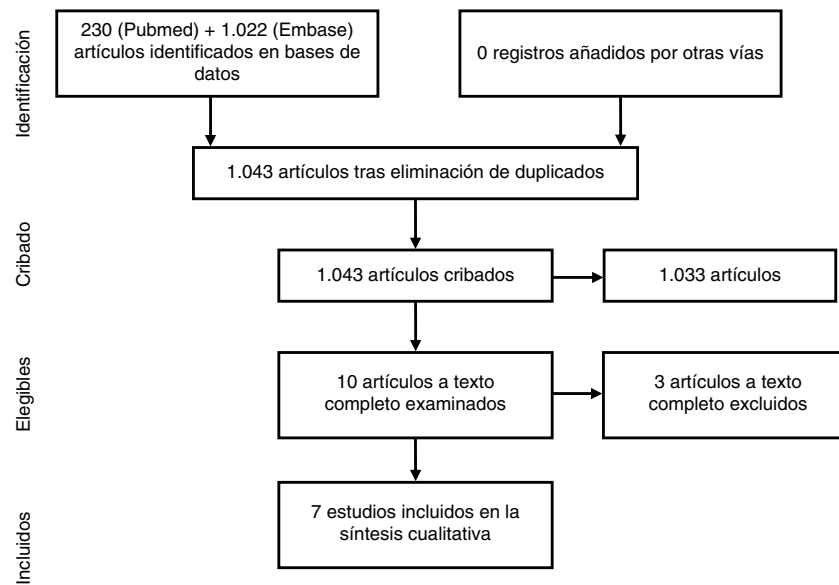 Identificación
230 (Pubmed) + 1.022 (Embase)
artículos identificados en bases de
datos
0 registros añadidos por otras vías
1.043 artículos tras eliminación de duplicados
Cribado
1.043 artículos cribados
1.033 artículos
Elegibles
10 artículos a texto
completo examinados
3 artículos a texto
completo excluidos
Incluidos
7 estudios incluidos en la
síntesis cualitativa